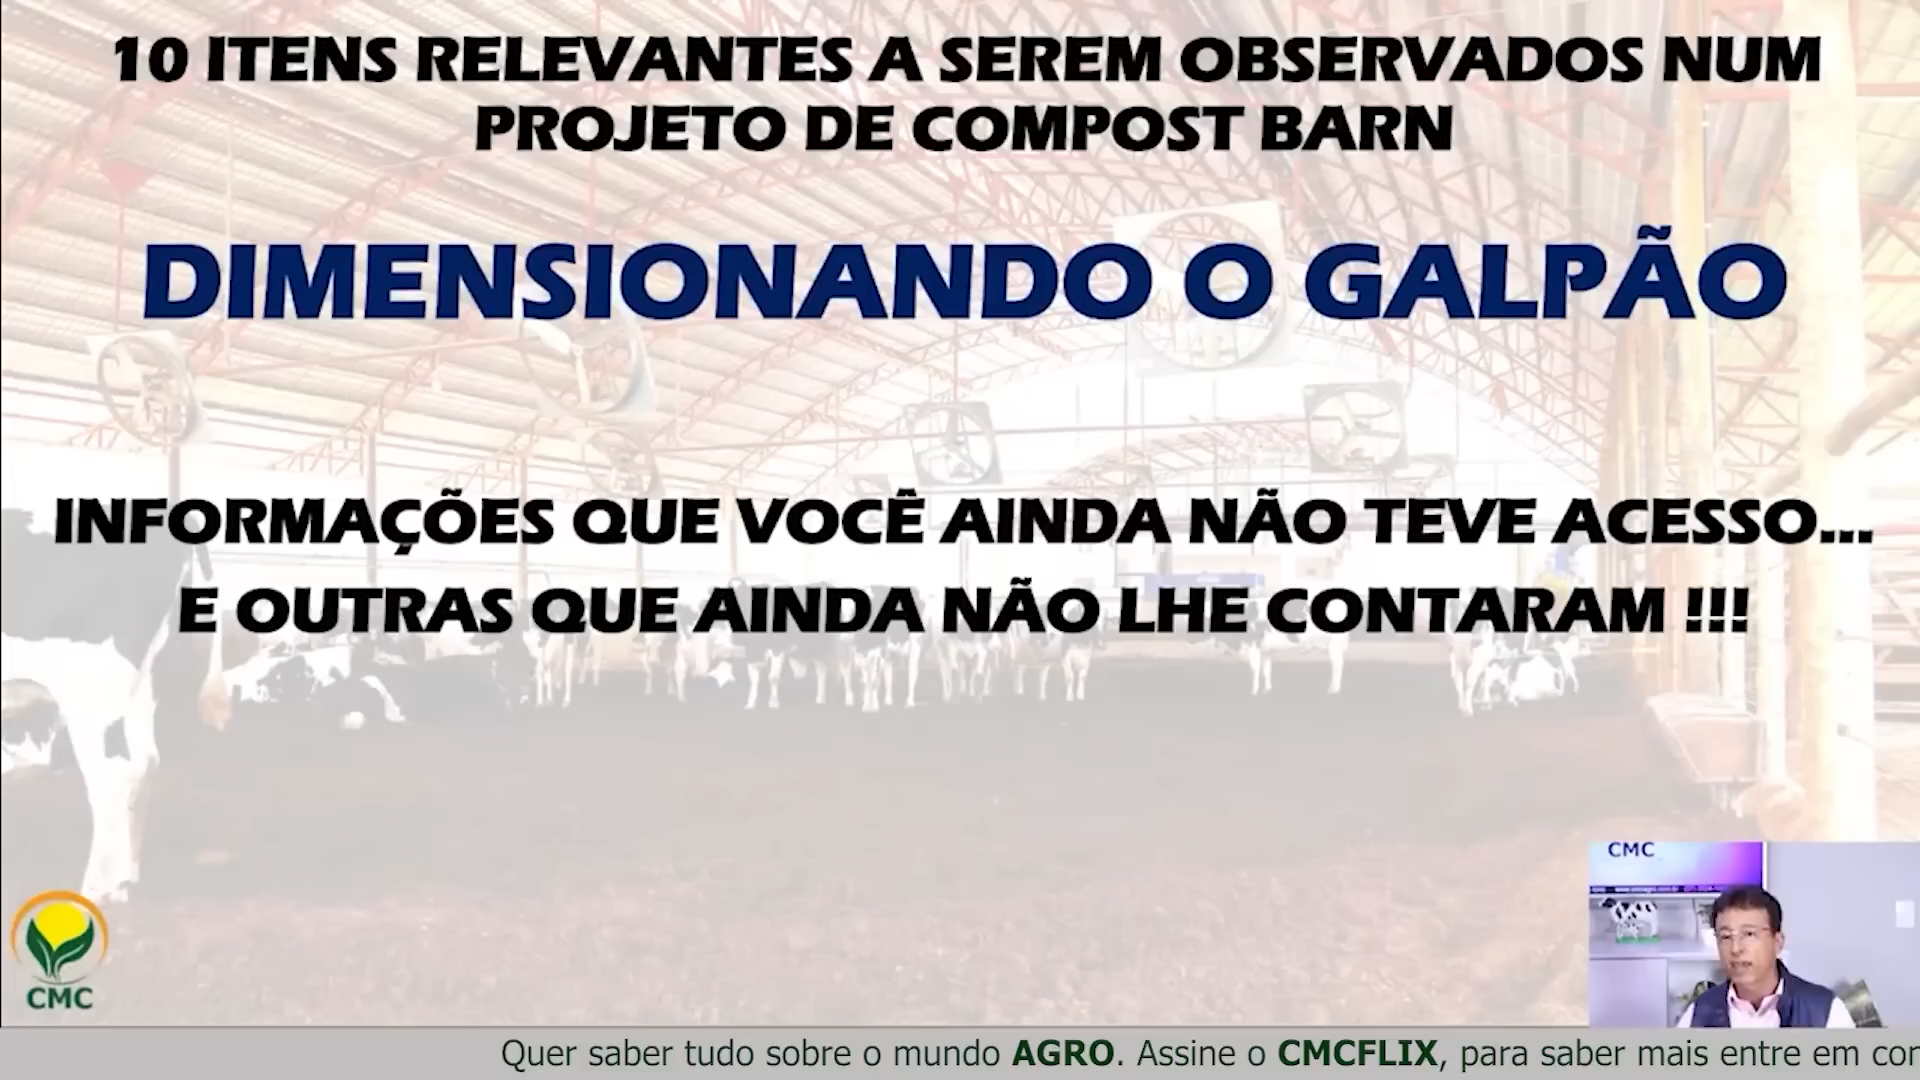 10 ITENS RELEVANTES A SEREM OBSERVADOS NUM
PROJETO DE COMPOST BARN
DIMENSIONANDO O GALPÃO
INFORMAÇÕES QUE VOCÊ AINDA NÃO TEVE ACESSO...
E OUTRAS QUE AINDA NÃO LHE CONTARAM !!!
CMC
CMC
Quer saber tudo sobre o mundo AGRO. Assine o CMCFLIX, para saber mais entre em con